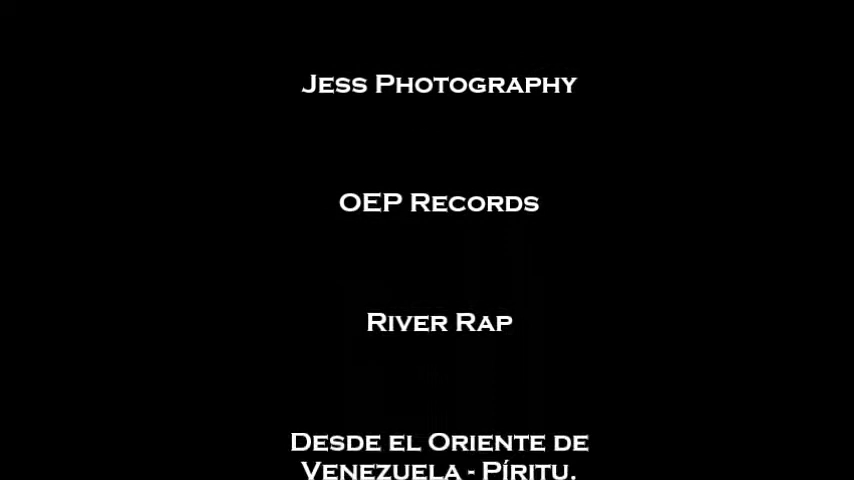 Jess Photography
OEP Records
River Rap
Desde el Oriente de
Venezuela - Píritu.